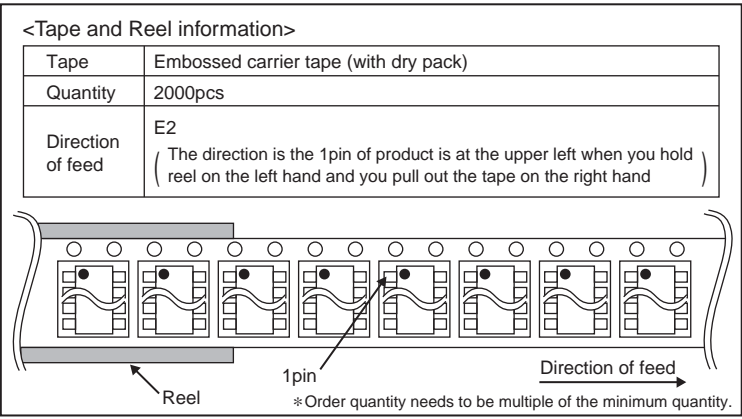 <Tape and Reel information>
Tape Embossed carrier tape (with dry pack)
Quantity 2000pcs
Direction of feed E2
( The direction is the 1pin of product is at the upper left when you hold
reel on the left hand and you pull out the tape on the right hand )
1pin
Direction of feed
Reel
*Order quantity needs to be multiple of the minimum quantity.